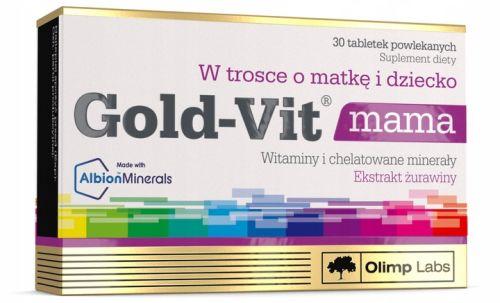 30 tabletek powlekanych
Suplement diety
W trosce o matkę i dziecko
Gold-Vit® mama
Witaminy i chelatowane minerały
Ekstrakt żurawiny
Made with
AlbionMinerals
Olimp Labs